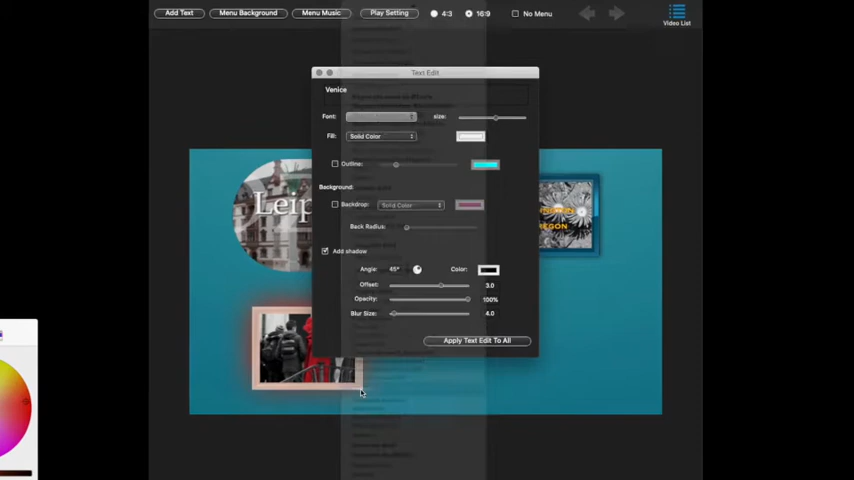 Add Text
Menu Background
Menu Music
Play Setting
4:3
16:9
No Menu
Video List
Text Edit
Venice
Font:
size:
Fill:
Solid Color
Outline:
Background:
Backdrop:
Solid Color
Back Radius:
Add shadow
Angle: 45°
Color:
Offset:
3.0
Opacity:
100%
Blur Size:
4.0
Apply Text Edit To All
Leip